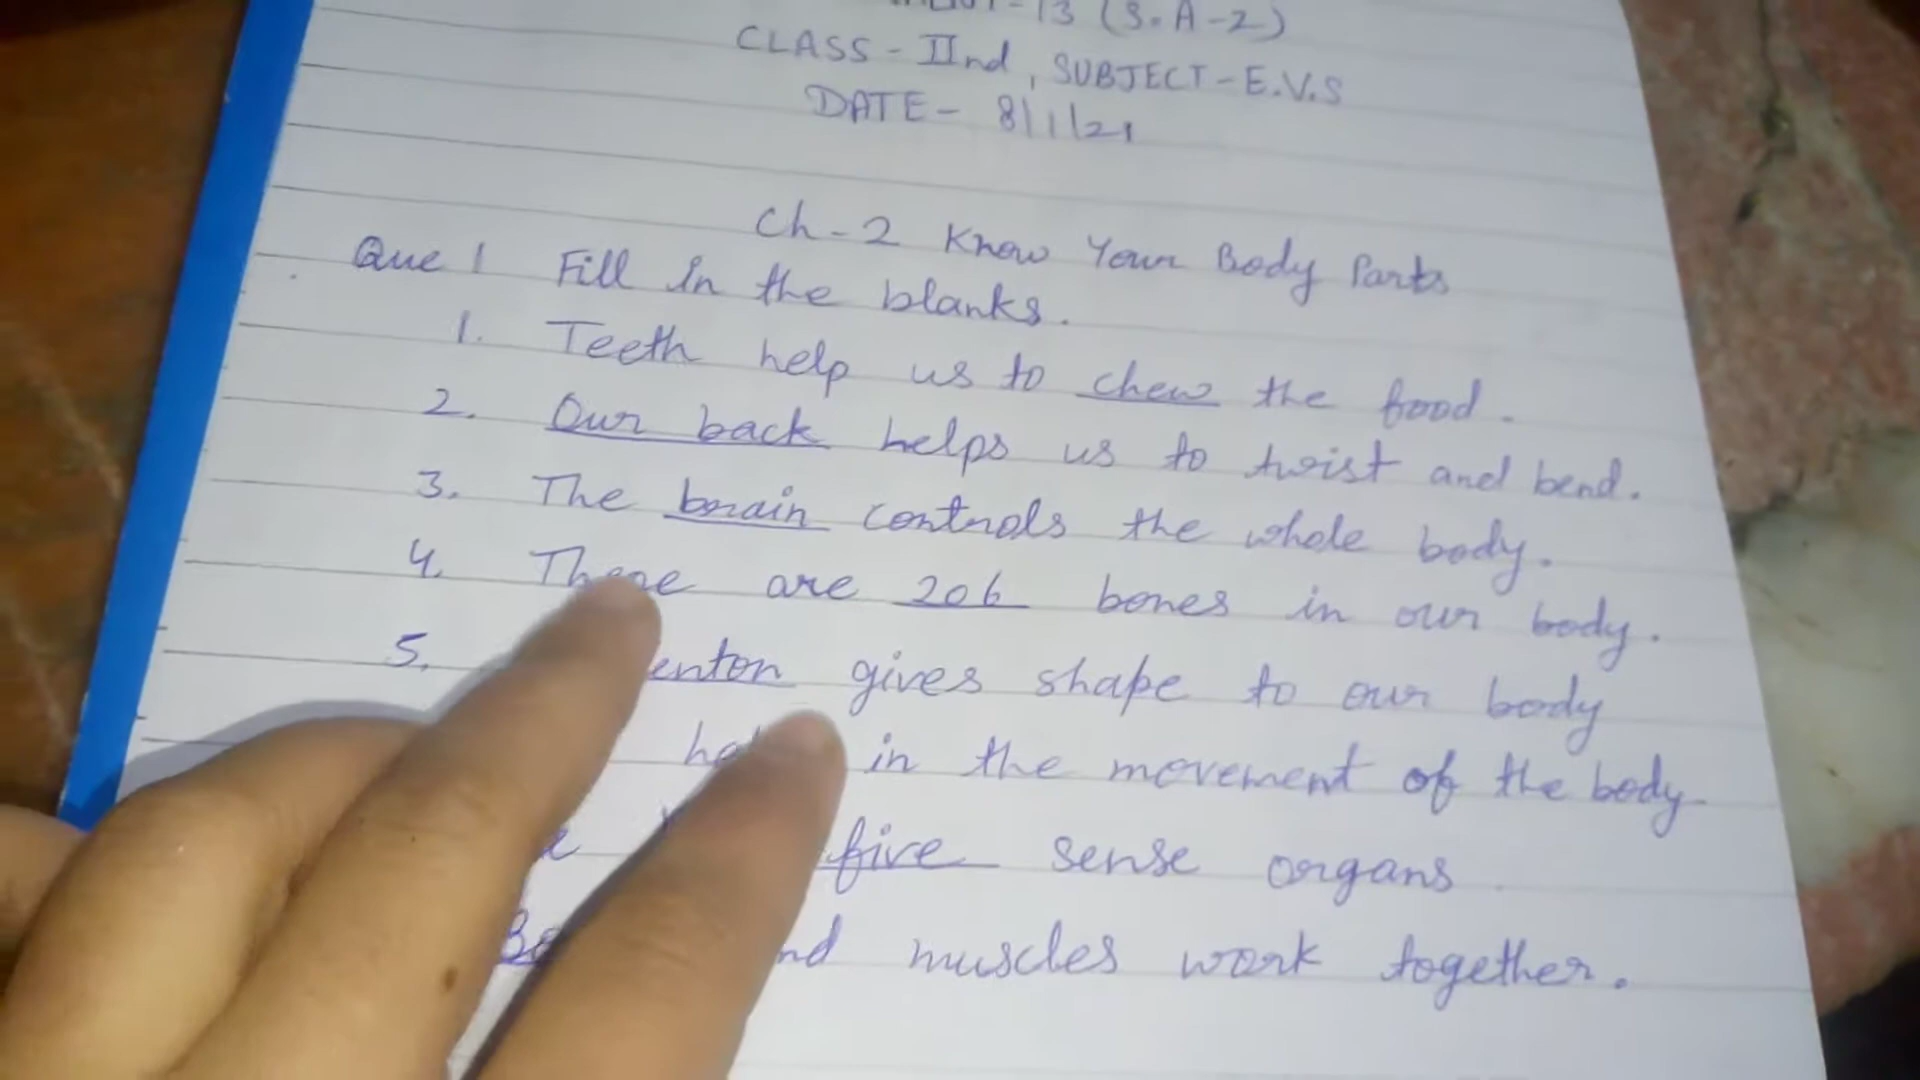 -13 (S.A-2)
CLASS-IInd, SUBJECT-E.V.S
DATE- 8/1/21
Ch-2 Know Your Body Parts
Que 1 Fill in the blanks.
1. Teeth help us to chew the food.
2. Our back helps us to twist and bend.
3. The brain controls the whole body.
4. There are 206 bones in our body.
5. gives shape to our body
in the movement of the body
five sense organs
muscles work together.